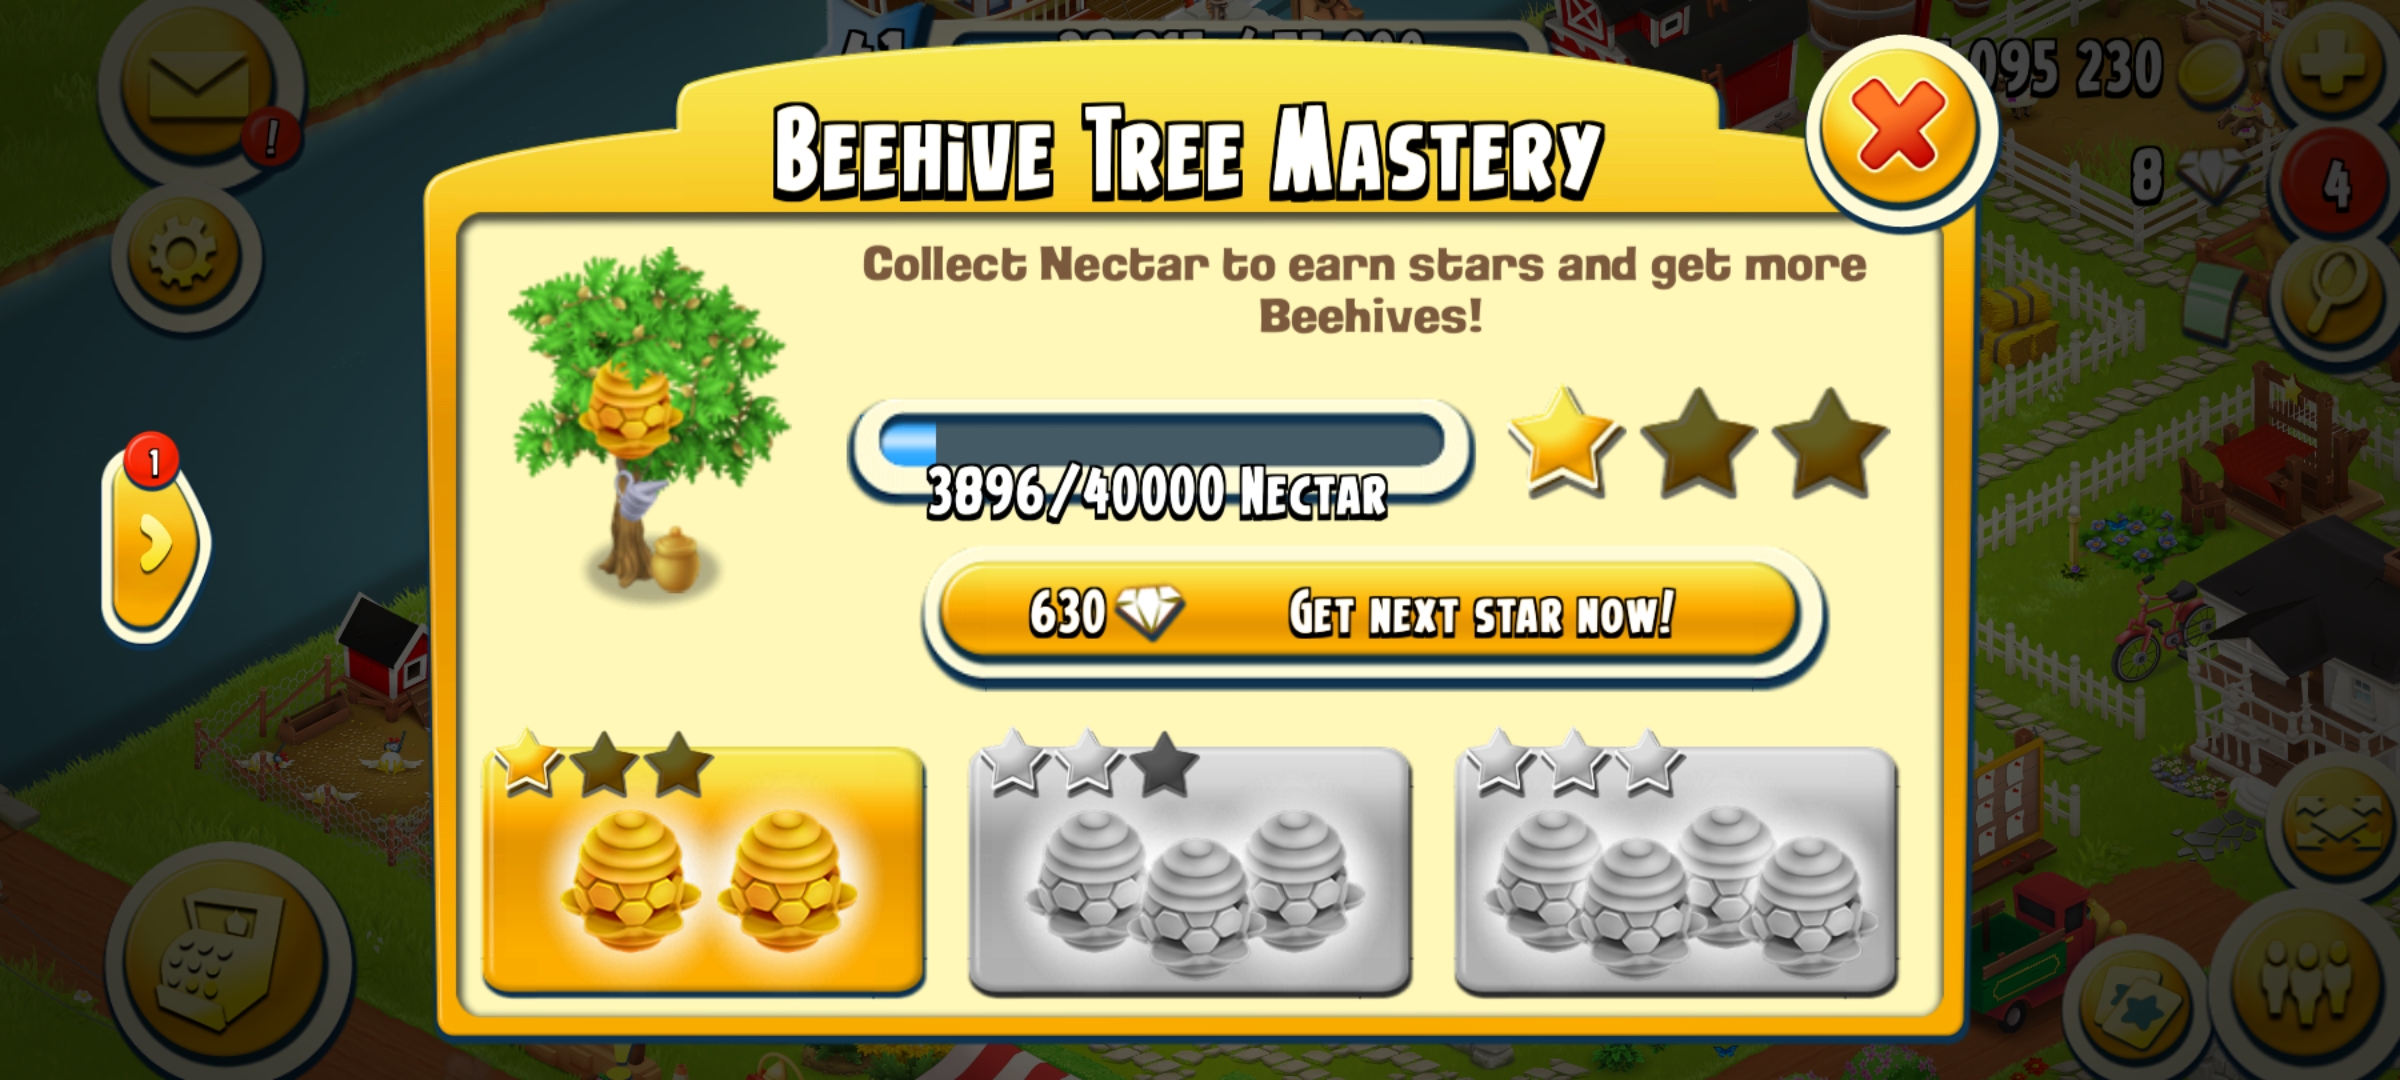 !
BEEHIVE TREE MASTERY
095 230
8
4
Collect Nectar to earn stars and get more
Beehives!
3896/40000 NECTAR
1
630 GET NEXT STAR NOW!